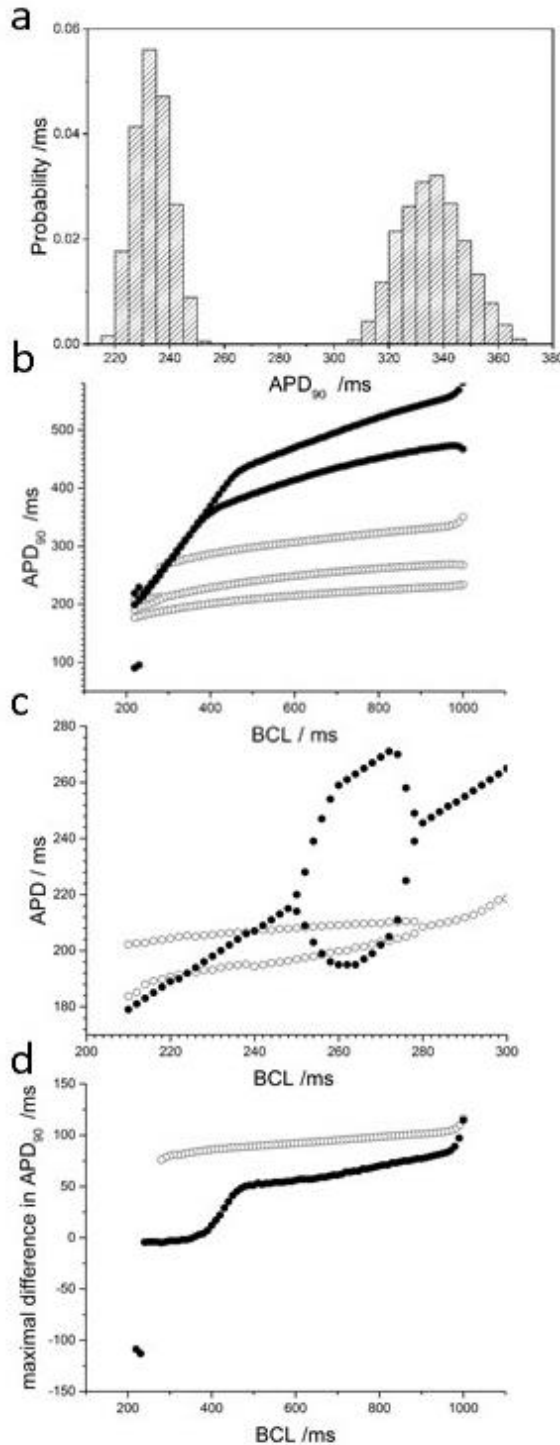 a
0.06
0.04
0.02
0.00
Probability /ms
220 240 260 280 300 320 340 360 380
APD90 /ms
b
500
400
300
200
100
APD90 /ms
200 400 600 800 1000
BCL / ms
c
280
260
240
220
200
180
APD / ms
200 220 240 260 280 300
BCL /ms
d
150
100
50
0
-50
-100
-150
maximal difference in APD90 /ms
200 400 600 800 1000
BCL /ms